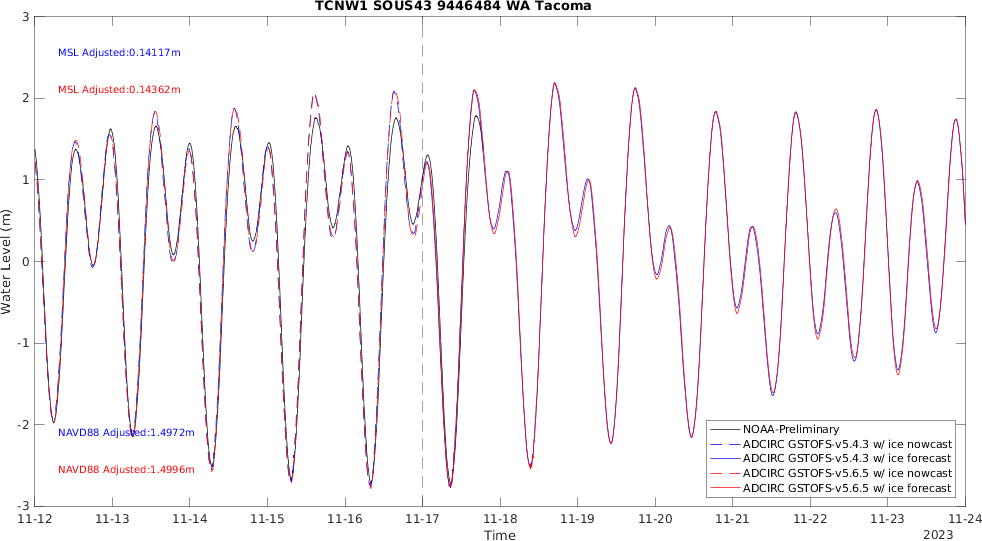 TCNW1 SOUS43 9446484 WA Tacoma
3
MSL Adjusted:0.14117m
MSL Adjusted:0.14362m
2
1
Water Level (m)
0
-1
-2
NAVD88 Adjusted:1.4972m
NAVD88 Adjusted:1.4996m
-3
NOAA-Preliminary
ADCIRC GSTOFS-v5.4.3 w/ ice nowcast
ADCIRC GSTOFS-v5.4.3 w/ ice forecast
ADCIRC GSTOFS-v5.6.5 w/ ice nowcast
ADCIRC GSTOFS-v5.6.5 w/ ice forecast
11-12 11-13 11-14 11-15 11-16 11-17 11-18 11-19 11-20 11-21 11-22 11-23 11-24
Time
2023